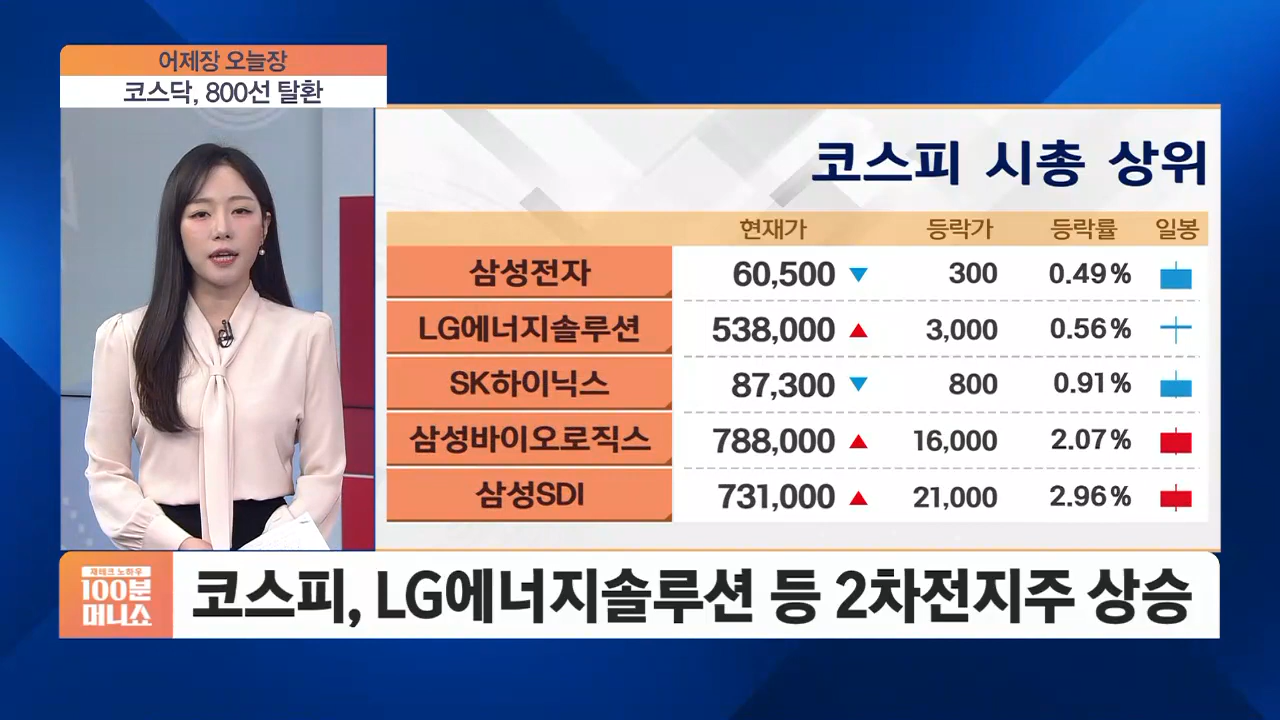 어제장 오늘장
코스닥, 800선 탈환
코스피 시총 상위
현재가 등락가 등락률 일봉
삼성전자 60,500 ▼ 300 0.49%
LG에너지솔루션 538,000 ▲ 3,000 0.56%
SK하이닉스 87,300 ▼ 800 0.91%
삼성바이오로직스 788,000 ▲ 16,000 2.07%
삼성SDI 731,000 ▲ 21,000 2.96%
재테크 노하우
100분
머니쇼
코스피, LG에너지솔루션 등 2차전지주 상승